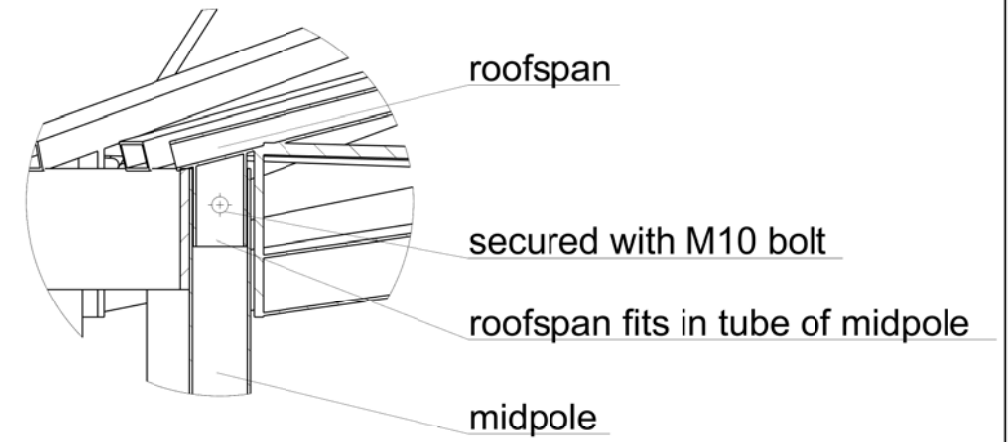 roofspan
secured with M10 bolt
roofspan fits in tube of midpole
midpole